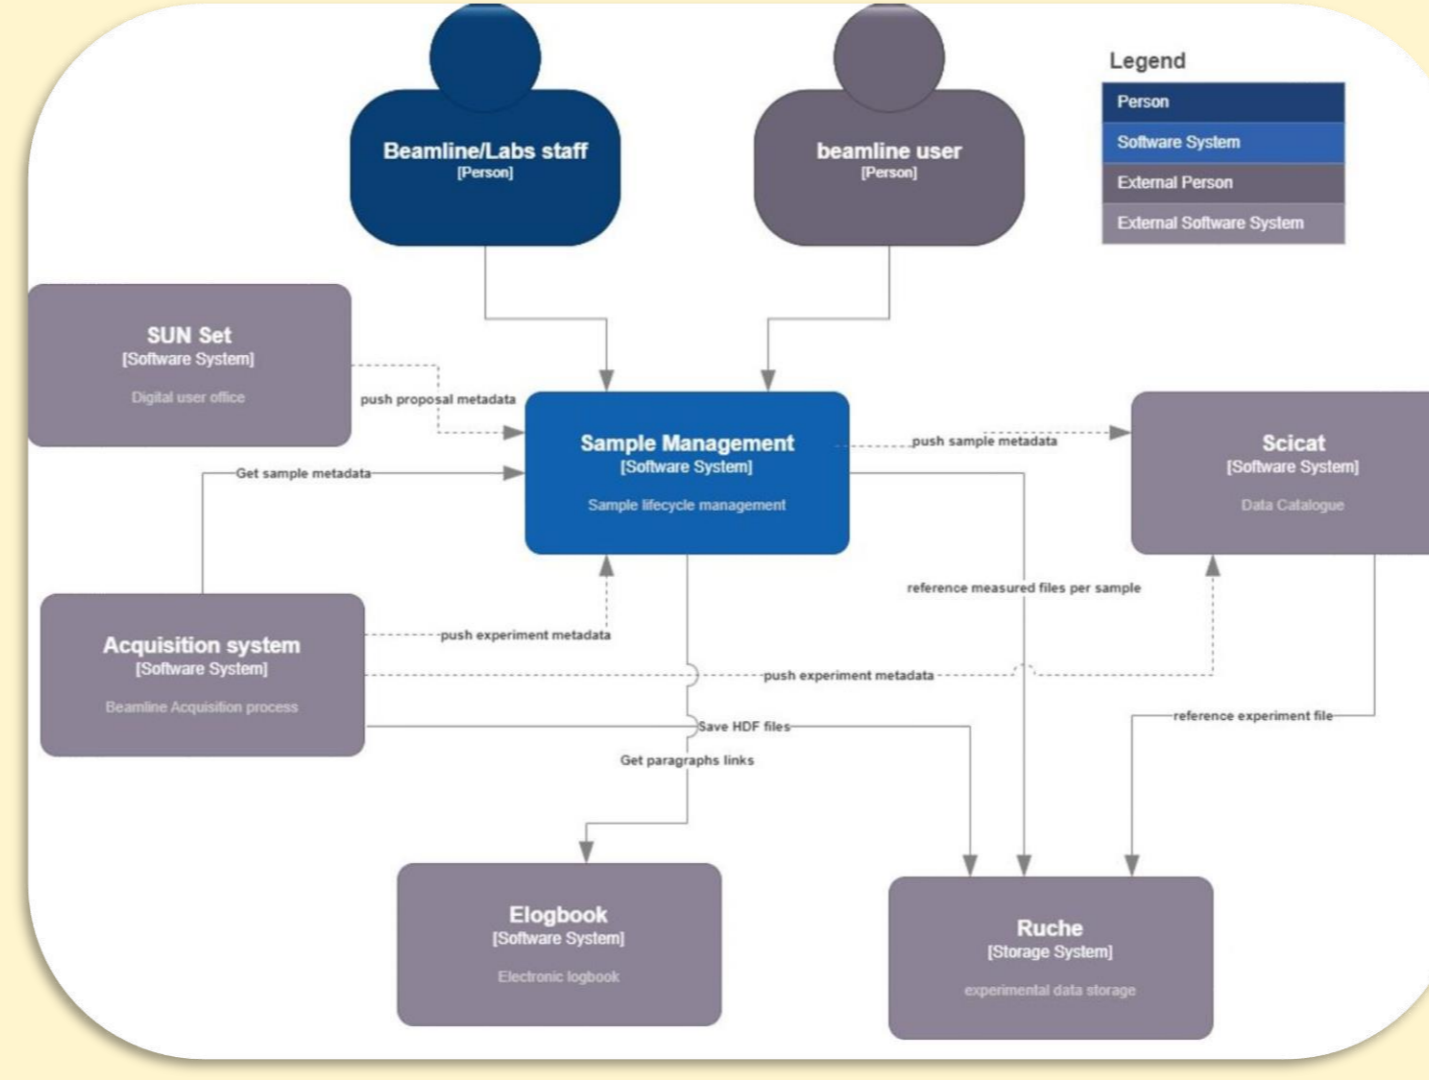 Beamline/Labs staff
[Person]
beamline user
[Person]
Legend
Person
Software System
External Person
External Software System
SUN Set
[Software System]
Digital user office
push proposal metadata
Sample Management
[Software System]
Sample lifecycle management
push sample metadata
Scicat
[Software System]
Data Catalogue
Get sample metadata
reference measured files per sample
Acquisition system
[Software System]
Beamline Acquisition process
push experiment metadata
push experiment metadata
reference experiment file
Save HDF files
Get paragraphs links
Elogbook
[Software System]
Electronic logbook
Ruche
[Storage System]
experimental data storage